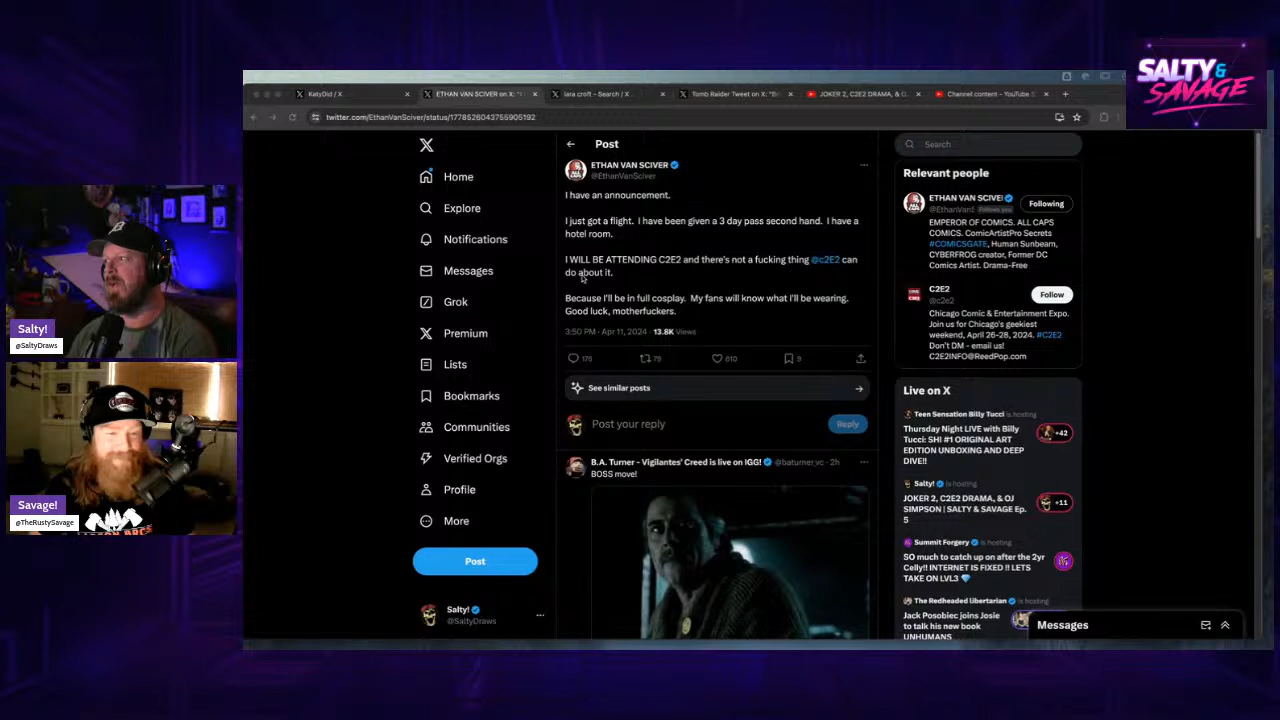 SALTY &
SAVAGE
KatyDid / X
ETHAN VAN SCIVER on X: "I
lara croft - Search / X
Tomb Raider Tweet on X: "B
JOKER 2, C2E2 DRAMA, & O.
Channel content - YouTube S
twitter.com/EthanVanSciver/status/1778526043755905192
Home
Explore
Notifications
Messages
Grok
Premium
Lists
Bookmarks
Communities
Verified Orgs
Profile
More
Post
Salty!
@SaltyDraws
Post
ETHAN VAN SCIVER
@EthanVanSciver
I have an announcement.
I just got a flight. I have been given a 3 day pass second hand. I have a
hotel room.
I WILL BE ATTENDING C2E2 and there's not a fucking thing @c2E2 can
do about it.
Because I'll be in full cosplay. My fans will know what I'll be wearing.
Good luck, motherfuckers.
3:50 PM · Apr 11, 2024 · 13.8K Views
176
79
610
9
See similar posts
Post your reply
Reply
B.A. Turner - Vigilantes' Creed is live on IGG! @baturner_vc · 2h
BOSS move!
Search
Relevant people
ETHAN VAN SCIVEI
@EthanVanS Follows you
Following
EMPEROR OF COMICS. ALL CAPS
COMICS. ComicArtistPro Secrets
#COMICSGATE, Human Sunbeam,
CYBERFROG creator, Former DC
Comics Artist. Drama-Free
C2E2
@c2e2
Follow
Chicago Comic & Entertainment Expo.
Join us for Chicago's geekiest
weekend, April 26-28, 2024. #C2E2
Don't DM - email us!
C2E2INFO@ReedPop.com
Live on X
Teen Sensation Billy Tucci is hosting
Thursday Night LIVE with Billy
Tucci: SHI #1 ORIGINAL ART
EDITION UNBOXING AND DEEP
DIVE!!
+42
Salty! is hosting
JOKER 2, C2E2 DRAMA, & OJ
SIMPSON | SALTY & SAVAGE Ep.
5
+11
Summit Forgery is hosting
SO much to catch up on after the 2yr
Celly!! INTERNET IS FIXED !! LETS
TAKE ON LVL3
The Redheaded libertarian is hosting
Jack Posobiec joins Josie
to talk his new book
UNHUMANS
Messages
Salty!
@SaltyDraws
Savage!
@TheRustySavage